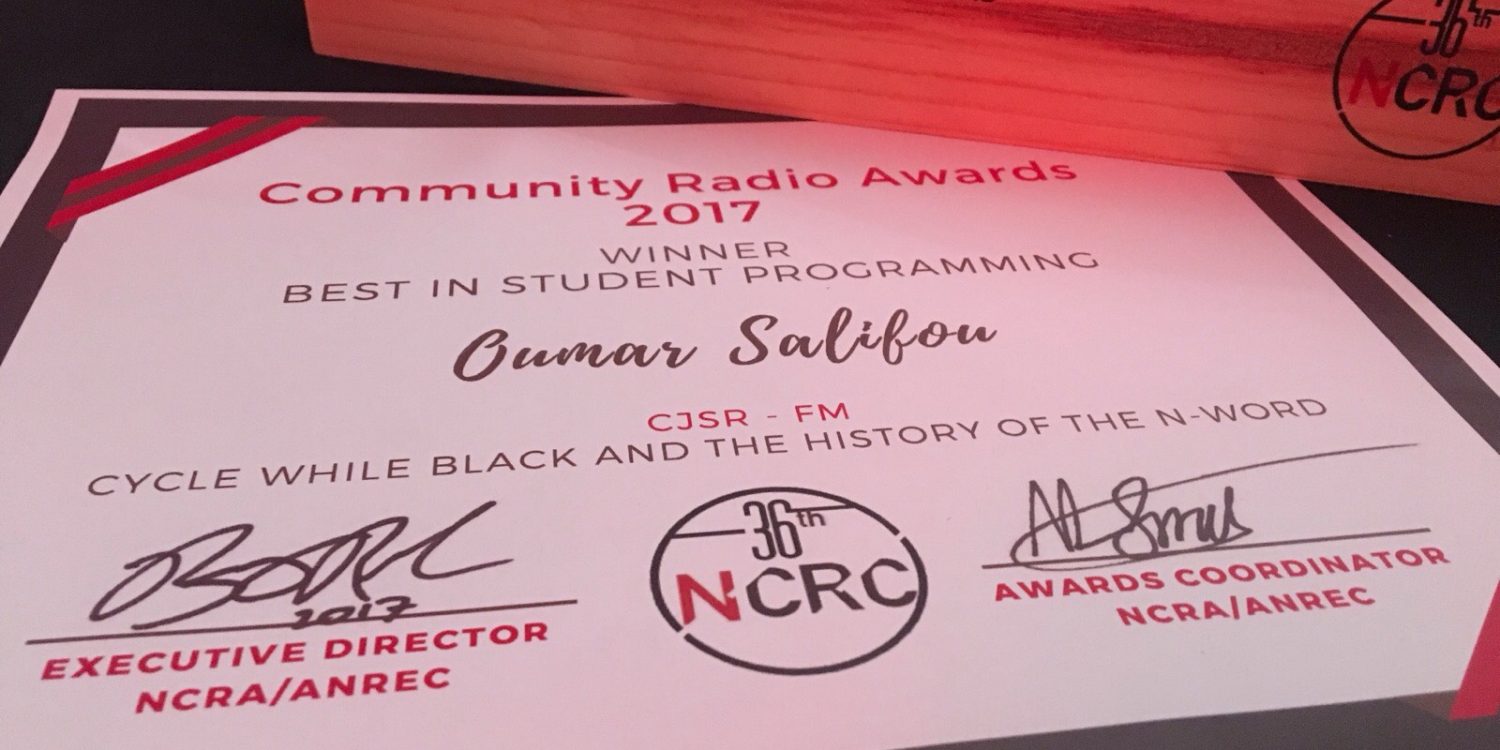 36th
NCRC
Community Radio Awards
2017
WINNER
BEST IN STUDENT PROGRAMMING
Oumar Salifou
CJSR - FM
CYCLE WHILE BLACK AND THE HISTORY OF THE N-WORD
2017
EXECUTIVE DIRECTOR
NCRA/ANREC
36th
NCRC
AWARDS COORDINATOR
NCRA/ANREC